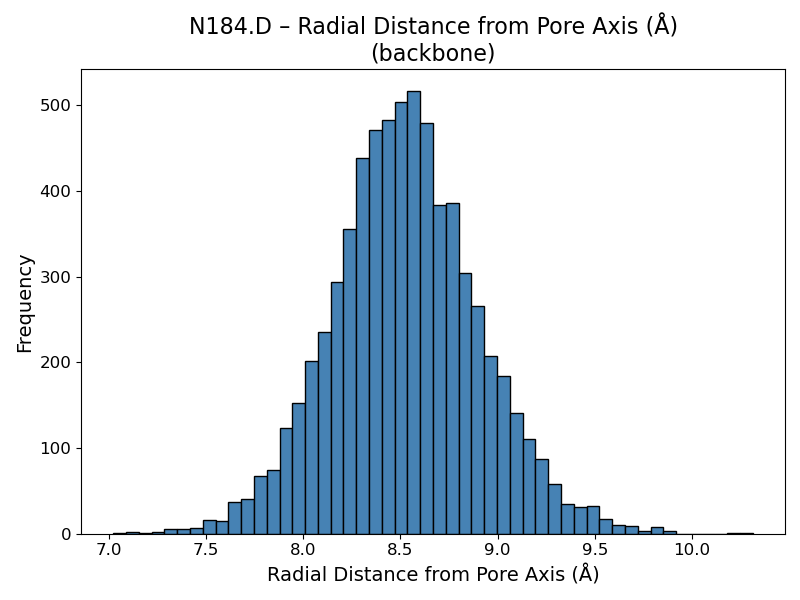 N184.D – Radial Distance from Pore Axis (Å)
(backbone)
500
400
300
200
100
0
Frequency
7.0 7.5 8.0 8.5 9.0 9.5 10.0
Radial Distance from Pore Axis (Å)